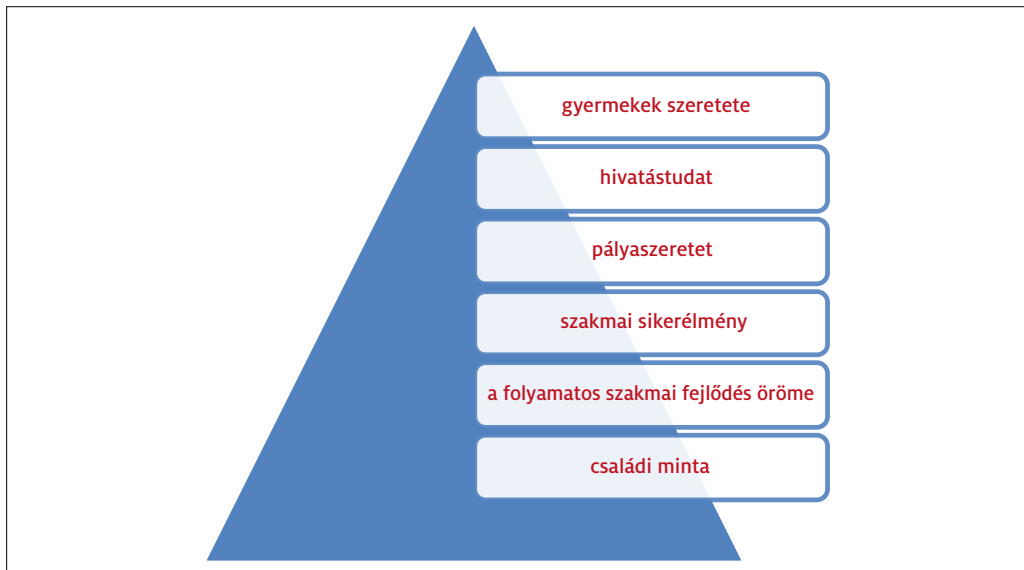 gyermekek szeretete
hivatástudat
pályaszeretet
szakmai sikerélmény
a folyamatos szakmai fejlődés öröme
családi minta